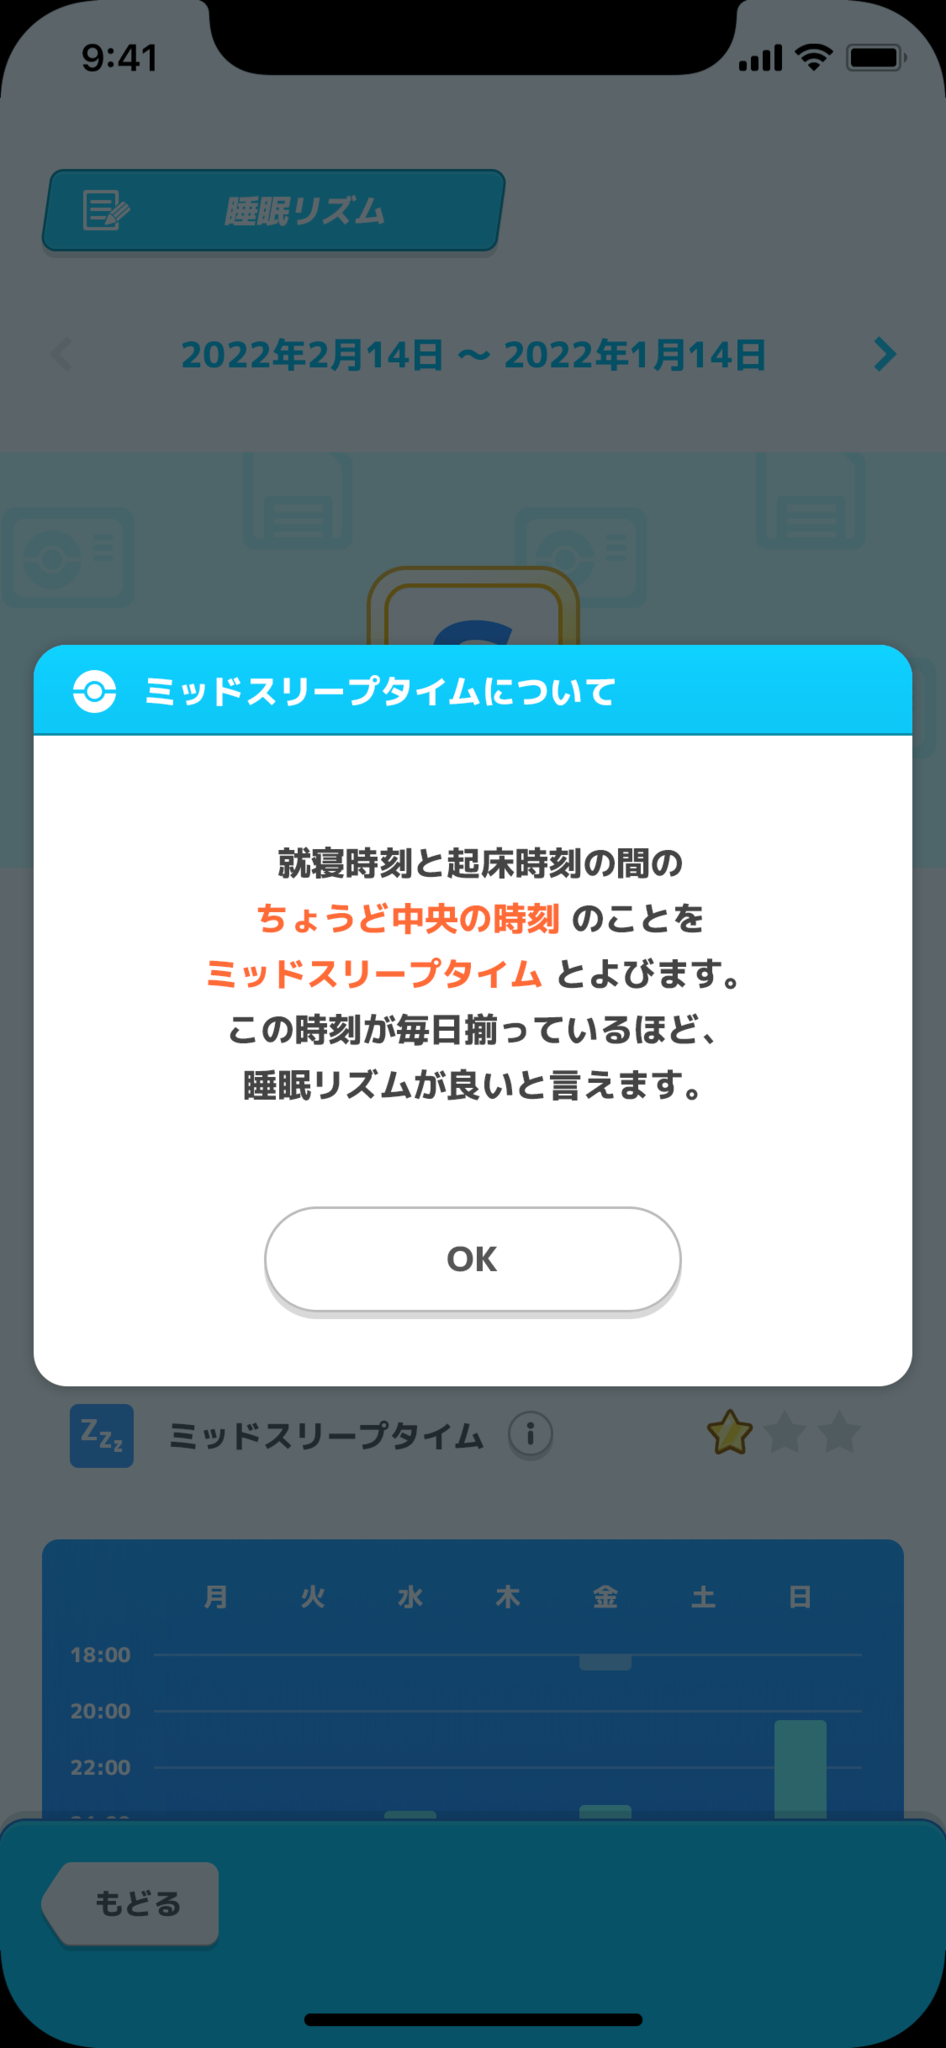 9:41
睡眠リズム
2022年2月14日 〜 2022年1月14日
ミッドスリープタイムについて
就寝時刻と起床時刻の間の
ちょうど中央の時刻 のことを
ミッドスリープタイム とよびます。
この時刻が毎日揃っているほど、
睡眠リズムが良いと言えます。
OK
Zzz
ミッドスリープタイム i
月 火 水 木 金 土 日
18:00
20:00
22:00
もどる